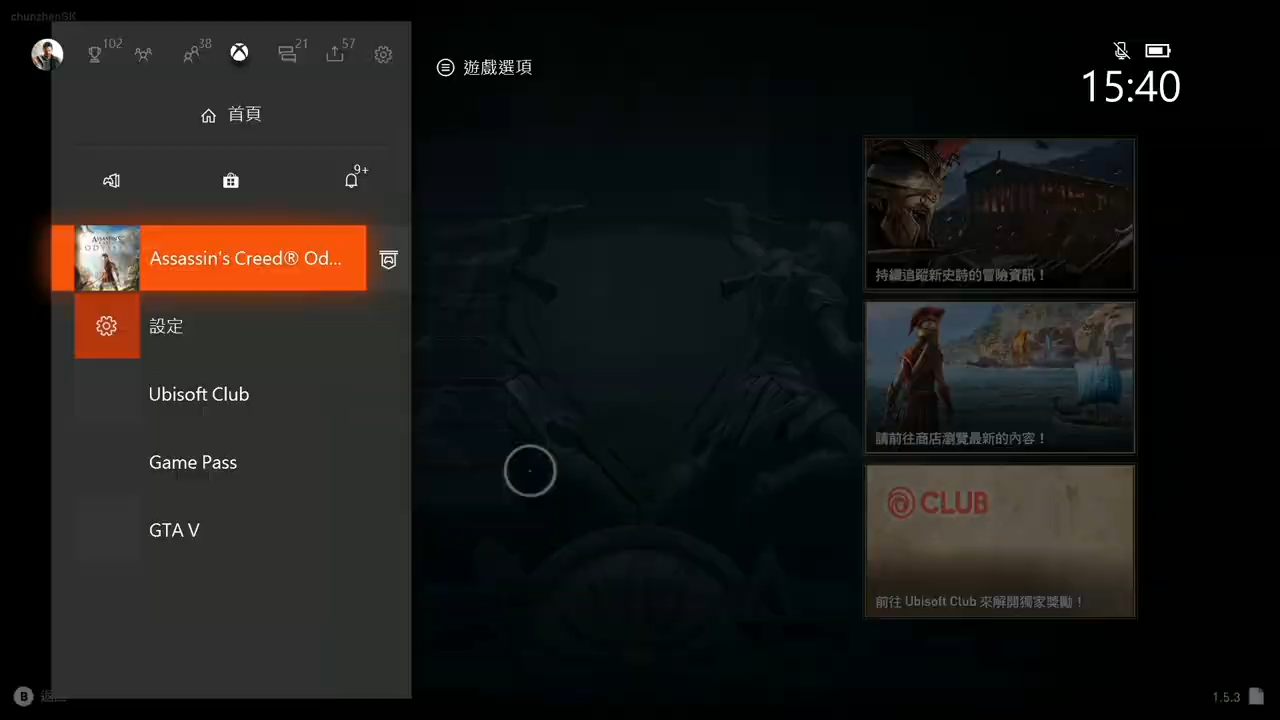 chunzhenGK
102
38
21
57
首頁
9+
Assassin's Creed® Od...
設定
Ubisoft Club
Game Pass
GTA V
遊戲選項
15:40
持續追蹤新史詩的冒險資訊！
請前往商店瀏覽最新的內容！
CLUB
前往 Ubisoft Club 來解開獨家獎勵！
B 返回
1.5.3